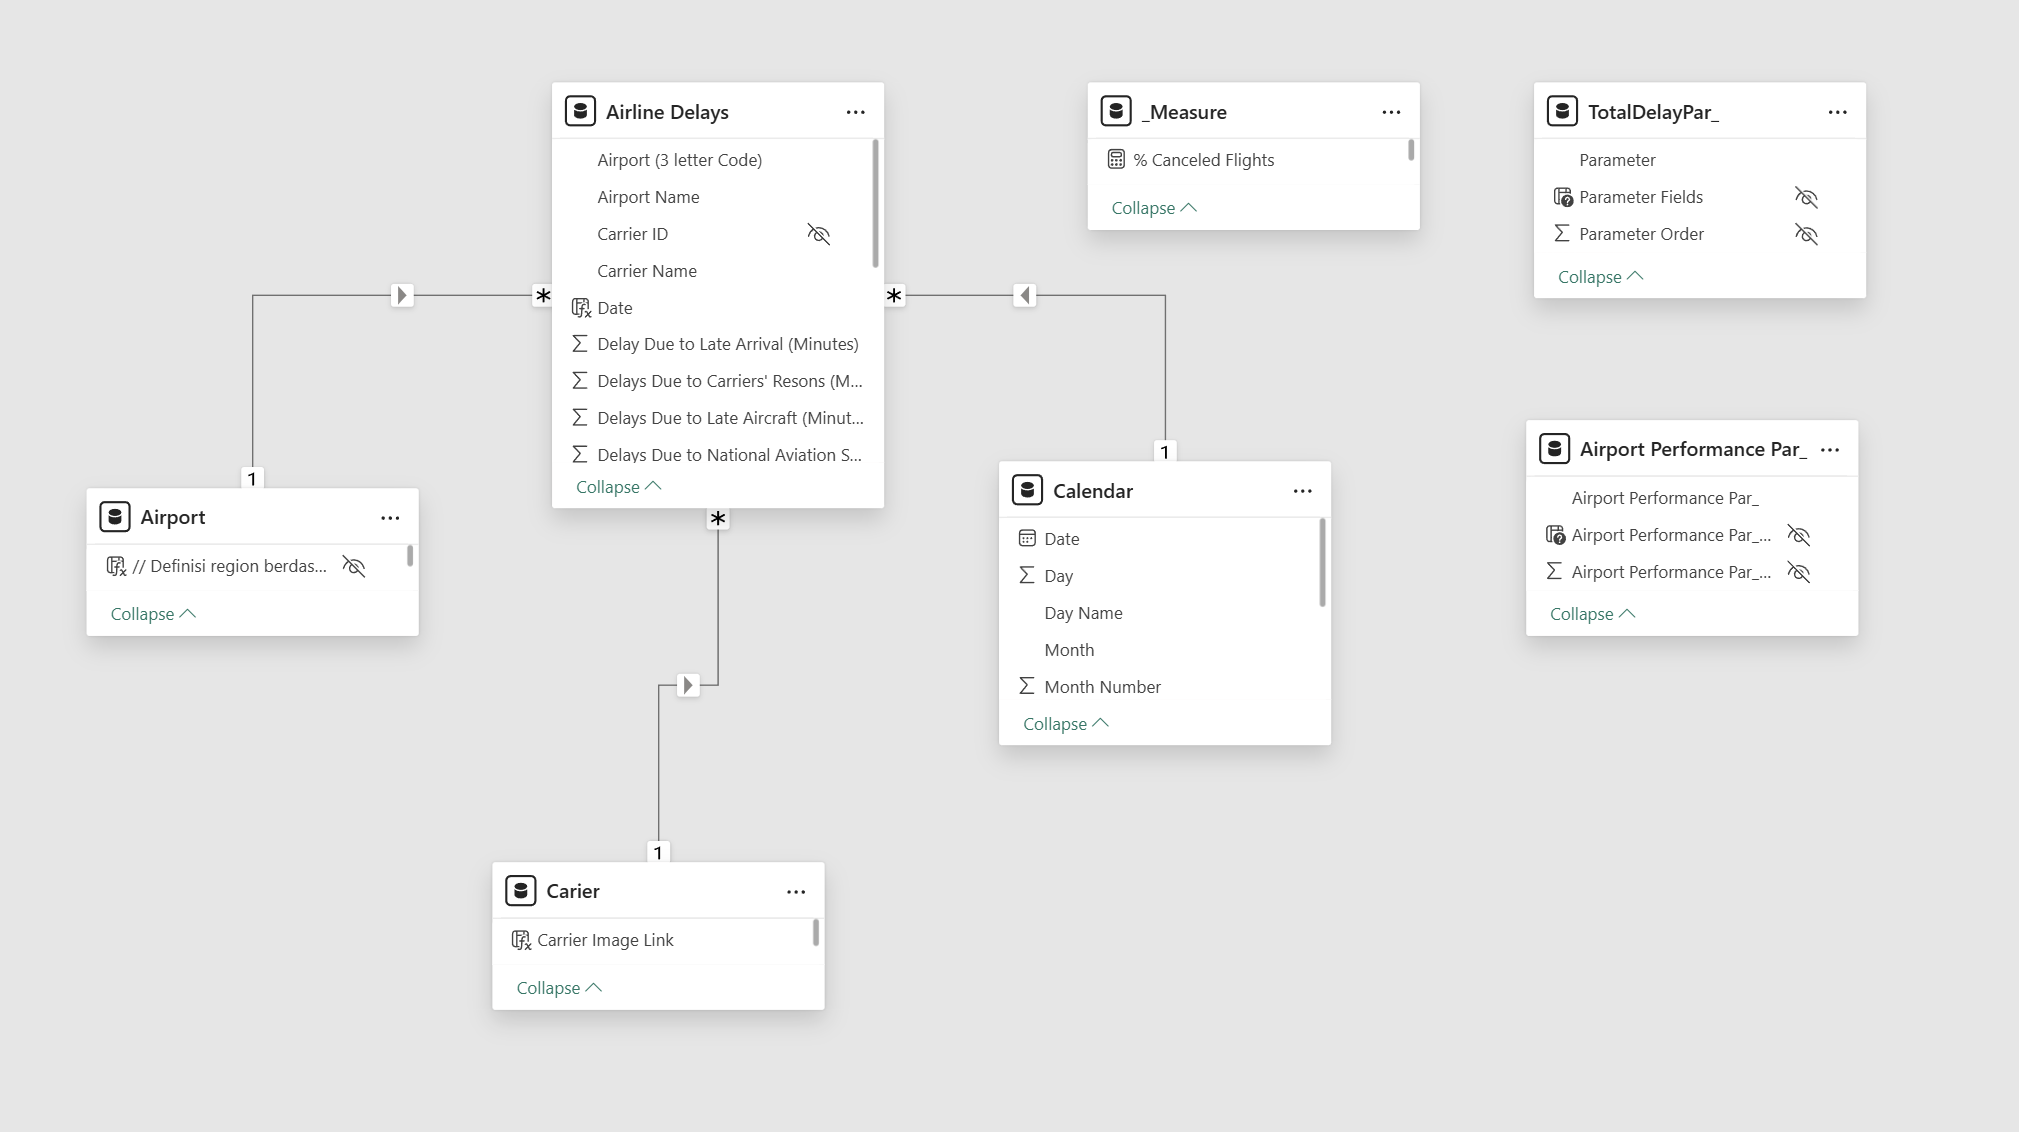 Airline Delays
Airport (3 letter Code)
Airport Name
Carrier ID
Carrier Name
Date
Delay Due to Late Arrival (Minutes)
Delays Due to Carriers' Resons (M...
Delays Due to Late Aircraft (Minut...
Delays Due to National Aviation S...
Collapse
_Measure
% Canceled Flights
Collapse
TotalDelayPar_
Parameter
Parameter Fields
Parameter Order
Collapse
* 
*
1
1
*
Airport
// Definisi region berdas...
Collapse
Calendar
Date
Day
Day Name
Month
Month Number
Collapse
Airport Performance Par_
Airport Performance Par_
Airport Performance Par_...
Airport Performance Par_...
Collapse
1
Carier
Carrier Image Link
Collapse